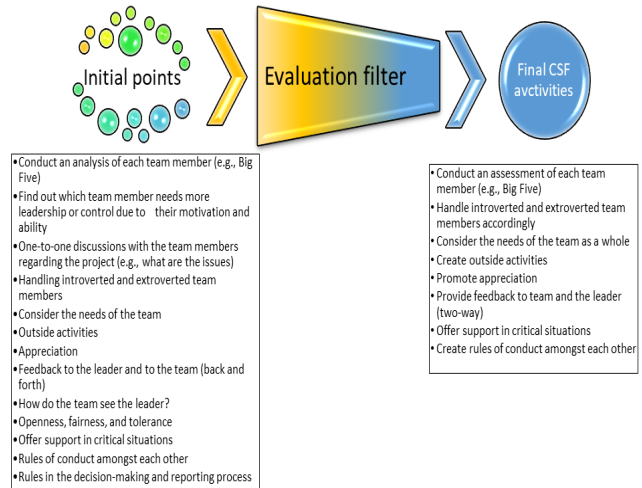 Initial points
Evaluation filter
Final CSF
avctivities
•Conduct an analysis of each team member (e.g., Big
Five)
•Find out which team member needs more
leadership or control due to their motivation and
ability
•One-to-one discussions with the team members
regarding the project (e.g., what are the issues)
•Handling introverted and extroverted team
members
•Consider the needs of the team
•Outside activities
•Appreciation
•Feedback to the leader and to the team (back and
forth)
•How do the team see the leader?
•Openness, fairness, and tolerance
•Offer support in critical situations
•Rules of conduct amongst each other
•Rules in the decision-making and reporting process
•Conduct an assessment of each team
member (e.g., Big Five)
•Handle introverted and extroverted team
members accordingly
•Consider the needs of the team as a whole
•Create outside activities
•Promote appreciation
•Provide feedback to team and the leader
(two-way)
•Offer support in critical situations
•Create rules of conduct amongst each other